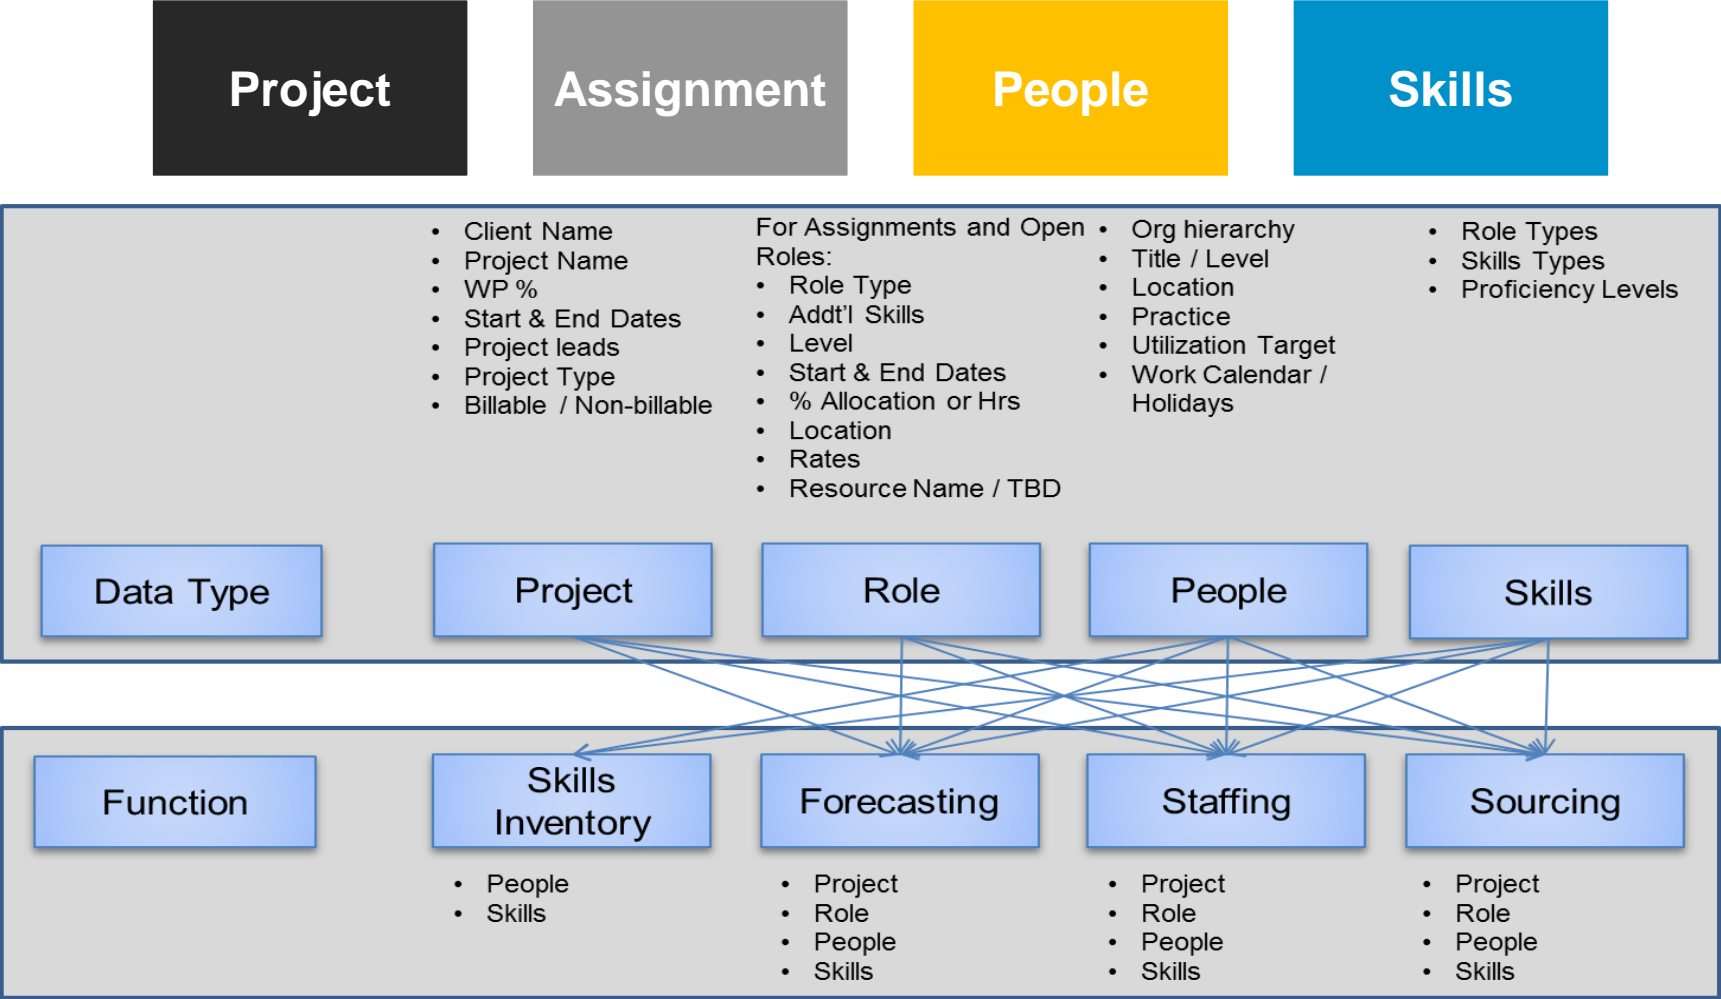 Project
Assignment
People
Skills
• Client Name
• Project Name
• WP %
• Start & End Dates
• Project leads
• Project Type
• Billable / Non-billable
For Assignments and Open
Roles:
• Role Type
• Addt’l Skills
• Level
• Start & End Dates
• % Allocation or Hrs
• Location
• Rates
• Resource Name / TBD
• Org hierarchy
• Title / Level
• Location
• Practice
• Utilization Target
• Work Calendar /
Holidays
• Role Types
• Skills Types
• Proficiency Levels
Data Type
Project
Role
People
Skills
Function
Skills
Inventory
Forecasting
Staffing
Sourcing
• People
• Skills
• Project
• Role
• People
• Skills
• Project
• Role
• People
• Skills
• Project
• Role
• People
• Skills